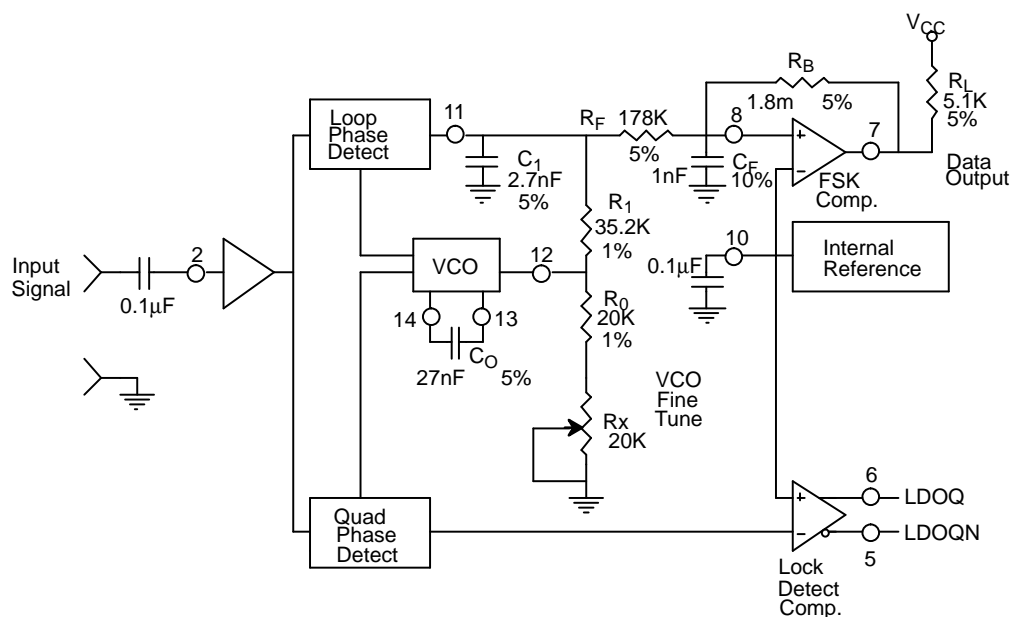 VCC
RB
1.8m 5%
RL
5.1K
5%
Loop
Phase
Detect
11
RF
178K
5%
8
+
−
7
C1
2.7nF
5%
1nF
CF
10%
FSK
Comp.
Data
Output
R1
35.2K
1%
Input
Signal
0.1µF
2
VCO
12
10
0.1µF
Internal
Reference
14
13
CO
27nF 5%
R0
20K
1%
VCO
Fine
Tune
Rx
20K
Quad
Phase
Detect
+
−
6
LDOQ
LDOQN
5
Lock
Detect
Comp.